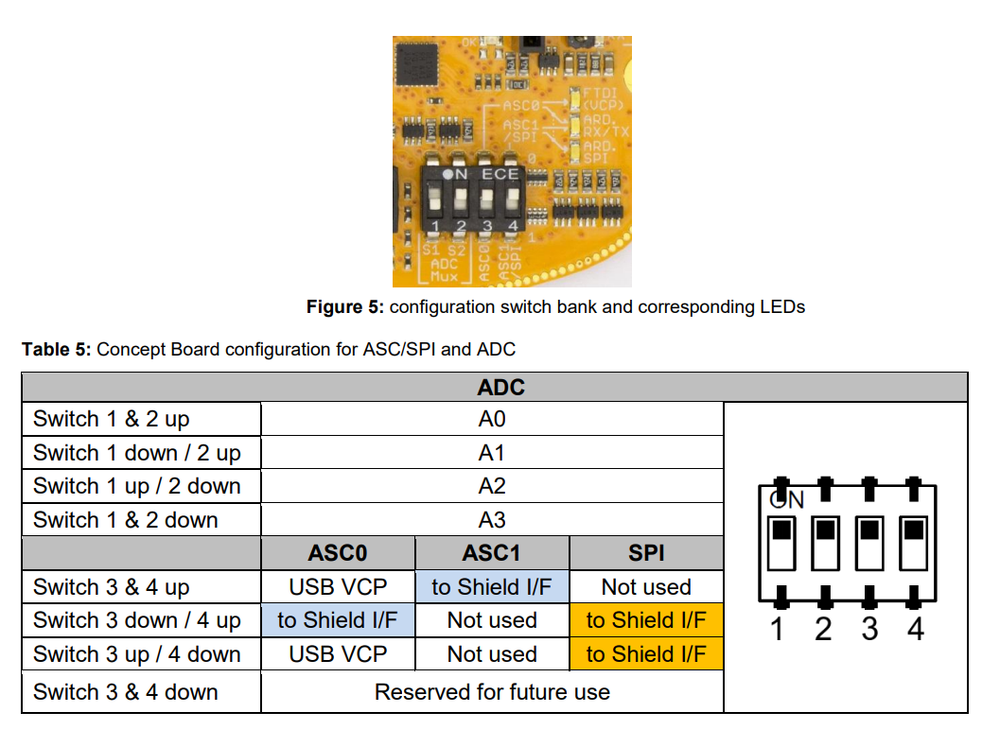 OK
ASC0
FTDI
(VCP)
ASC1
/SPI
ARD.
RX/TX
ARD.
SPI
0
ON ECE
1 2 3 4
1
S1 S2
ADC
Mux
ASC0
ASC1
/SPI
Figure 5: configuration switch bank and corresponding LEDs
Table 5: Concept Board configuration for ASC/SPI and ADC
ADC
Switch 1 & 2 up A0
Switch 1 down / 2 up A1
Switch 1 up / 2 down A2
Switch 1 & 2 down A3
ASC0 ASC1 SPI
Switch 3 & 4 up USB VCP to Shield I/F Not used
Switch 3 down / 4 up to Shield I/F Not used to Shield I/F
Switch 3 up / 4 down USB VCP Not used to Shield I/F
Switch 3 & 4 down Reserved for future use
ON
1 2 3 4